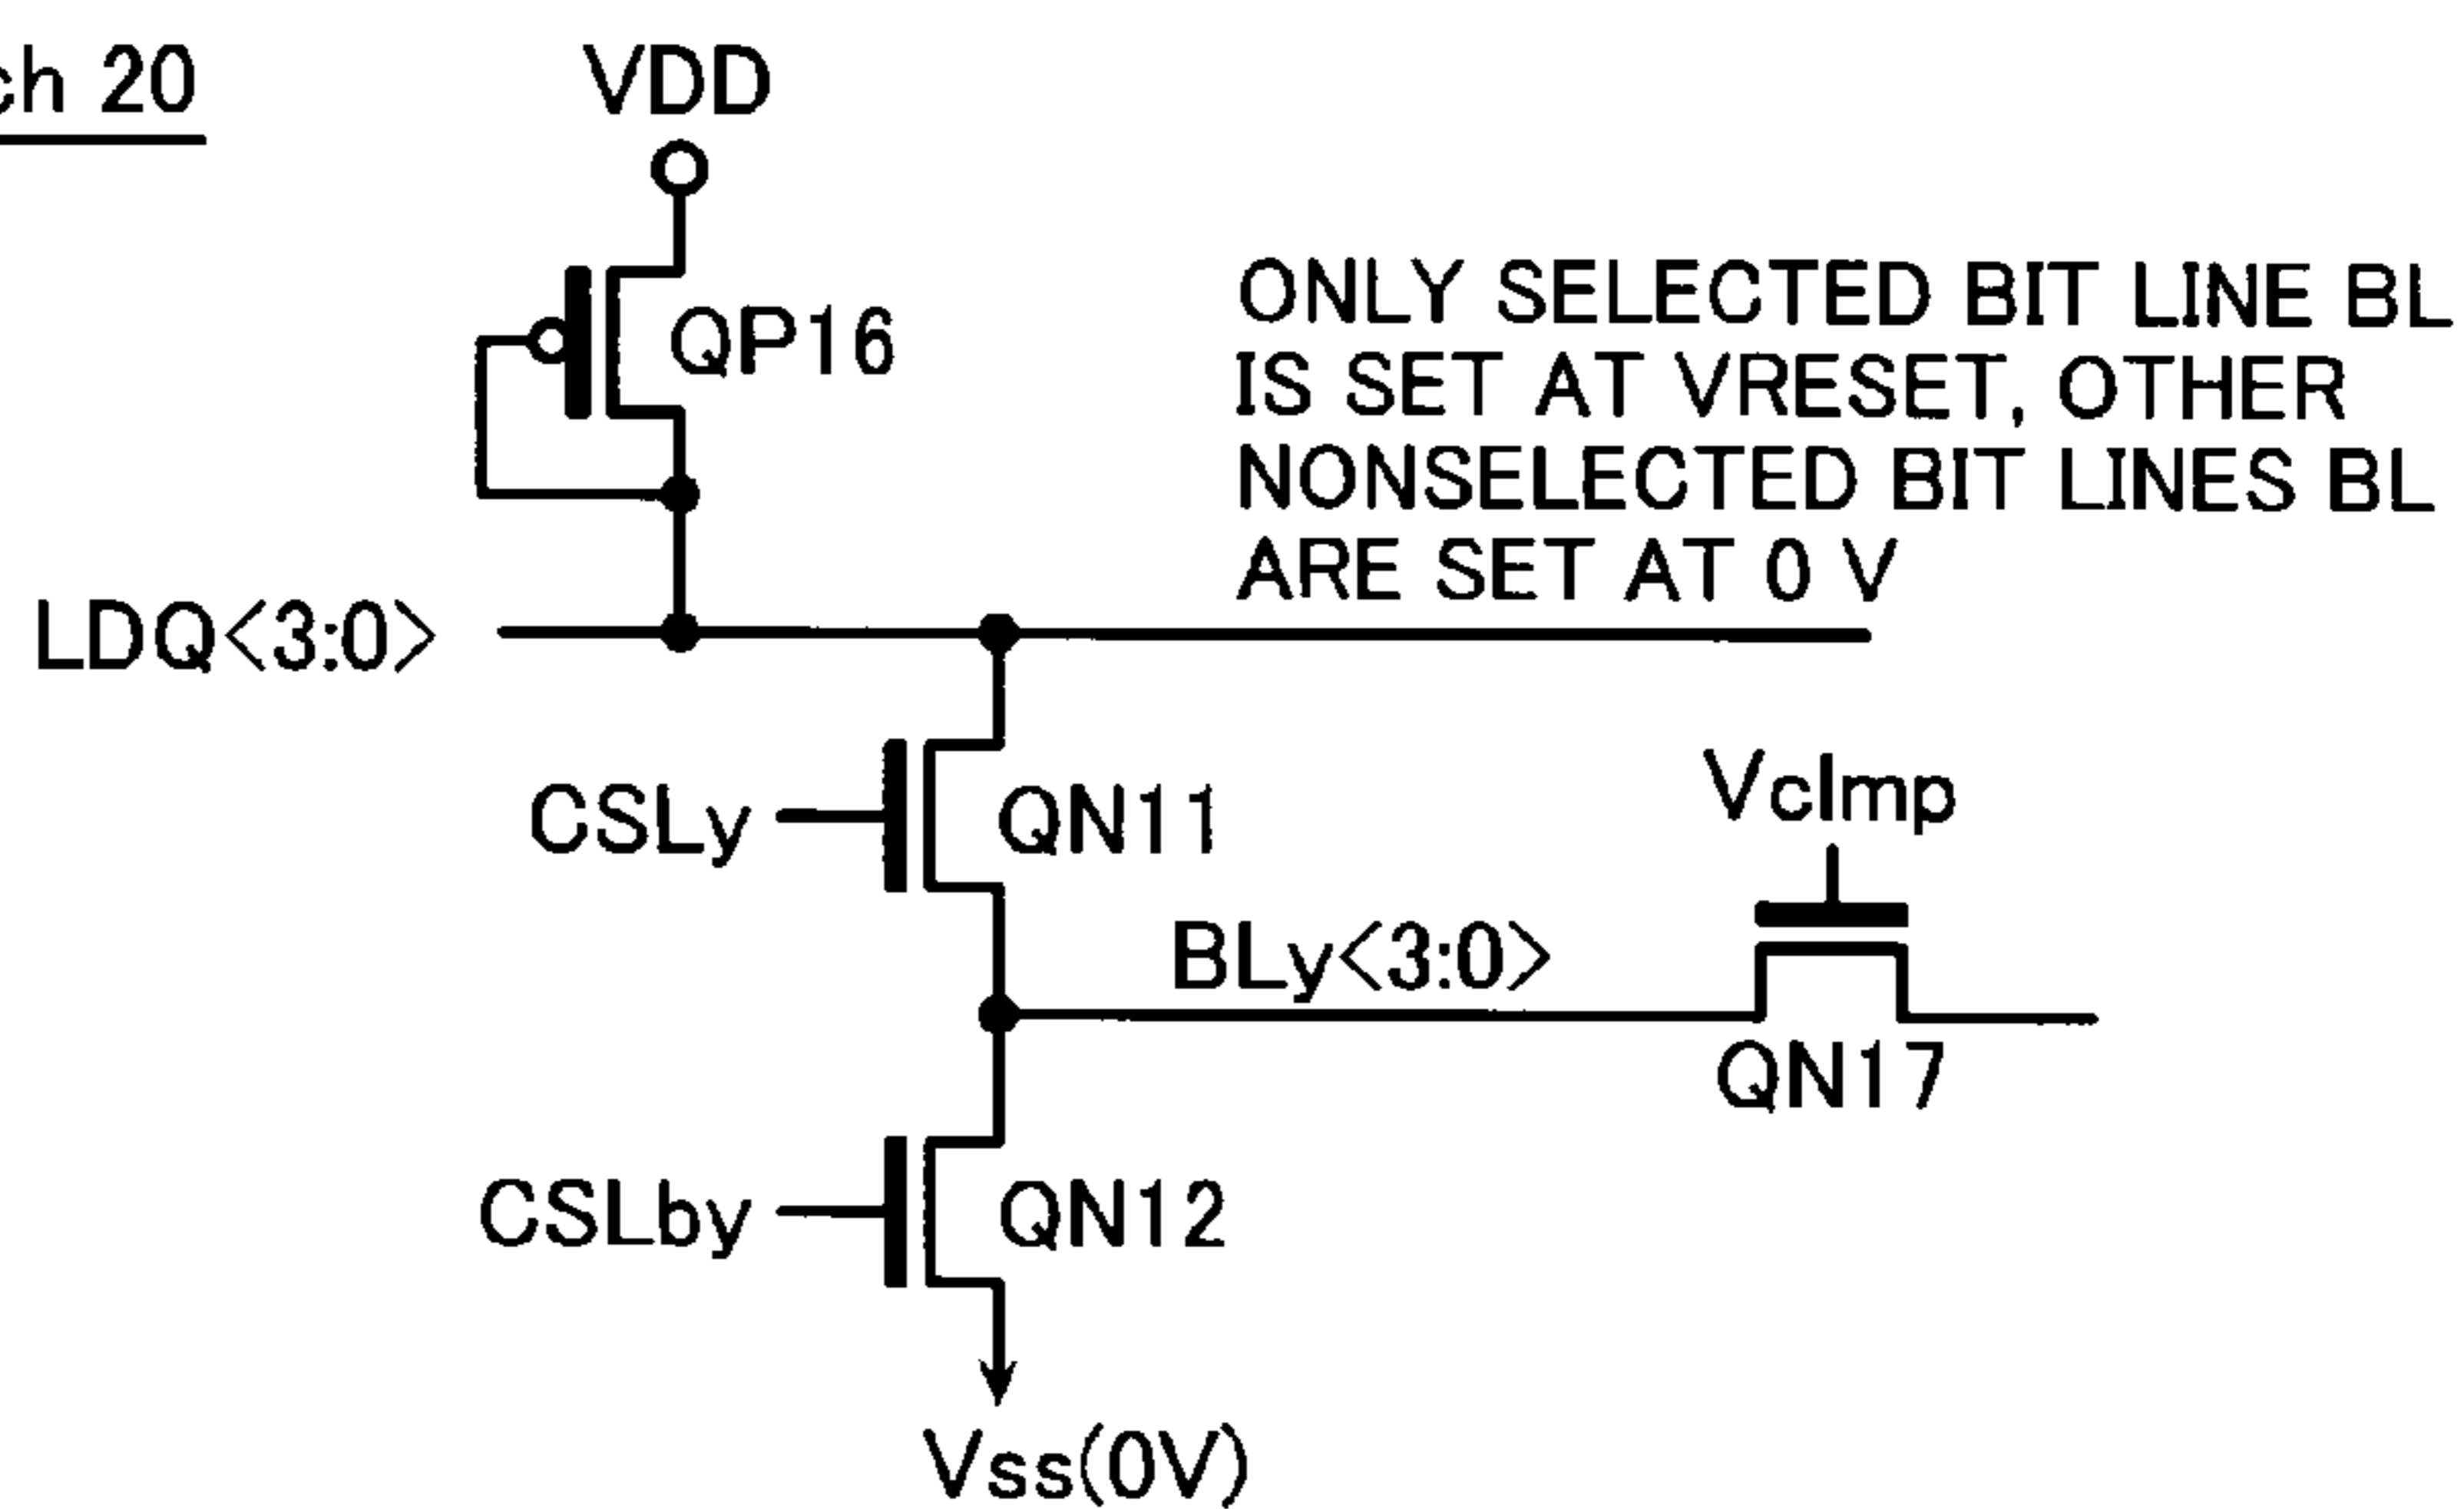 ch 20
VDD
QP16
ONLY SELECTED BIT LINE BL
IS SET AT VRESET, OTHER
NONSELECTED BIT LINES BL
ARE SET AT 0 V
LDQ<3:0>
CSLy
QN11
Vclmp
BLy<3:0>
QN17
CSLby
QN12
Vss(0V)